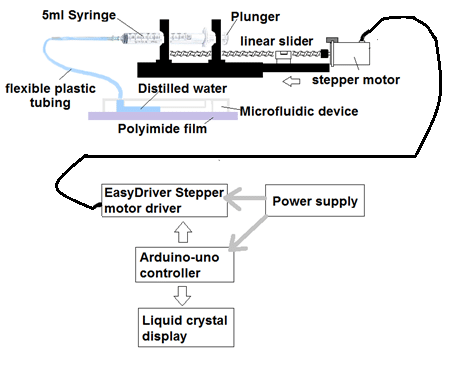 5ml Syringe
Plunger
linear slider
stepper motor
flexible plastic
tubing
Distilled water
Microfluidic device
Polyimide film
EasyDriver Stepper
motor driver
Power supply
Arduino-uno
controller
Liquid crystal
display